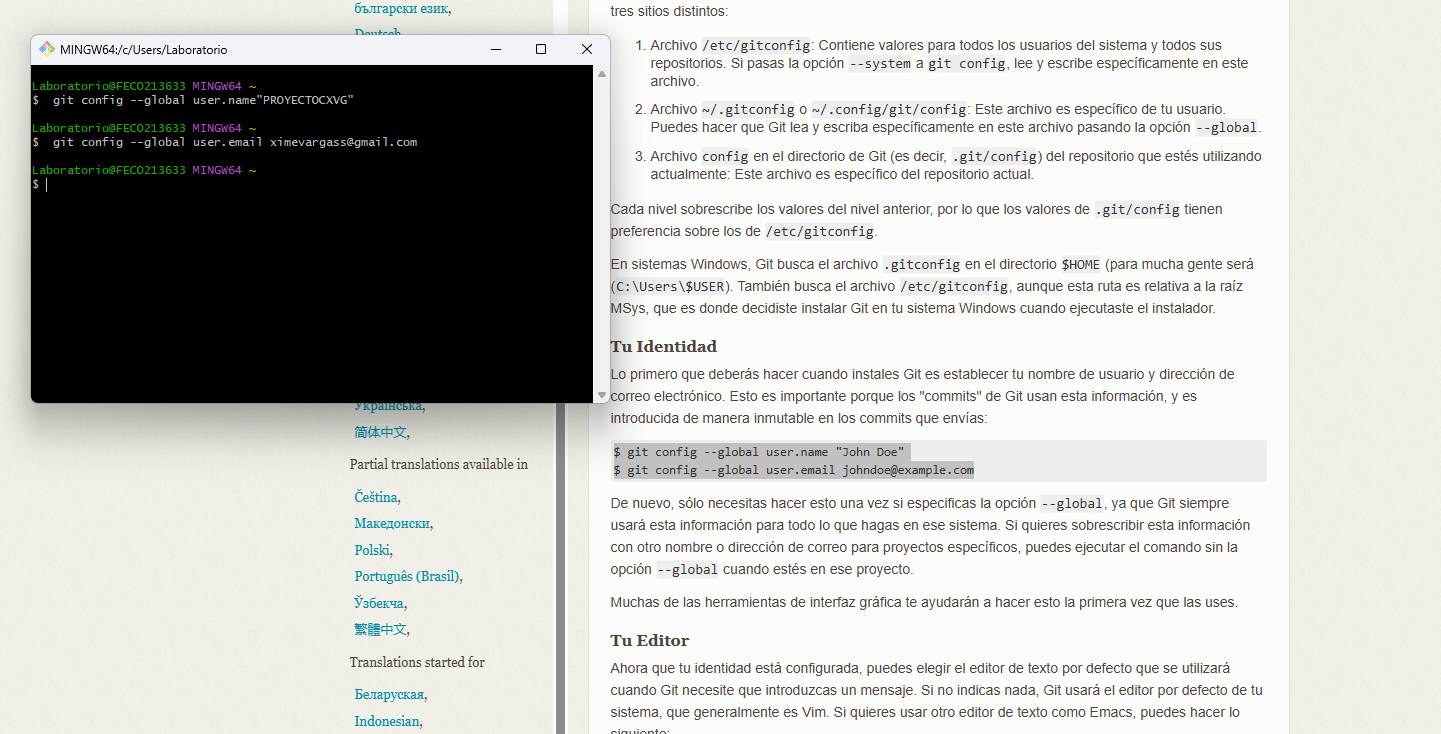 български език,
Deutsch
MINGW64:/c/Users/Laboratorio
Laboratorio@FECO213633 MINGW64 ~
$  git config --global user.name"PROYECTOCXVG"
Laboratorio@FECO213633 MINGW64 ~
$  git config --global user.email ximevargass@gmail.com
Laboratorio@FECO213633 MINGW64 ~
$
Українська,
简体中文,
Partial translations available in
Čeština,
Македонски,
Polski,
Português (Brasil),
Ўзбекча,
繁體中文,
Translations started for
Беларуская,
Indonesian,
tres sitios distintos:
1. Archivo /etc/gitconfig: Contiene valores para todos los usuarios del sistema y todos sus
repositorios. Si pasas la opción --system a git config, lee y escribe específicamente en este
archivo.
2. Archivo ~/.gitconfig o ~/.config/git/config: Este archivo es específico de tu usuario.
Puedes hacer que Git lea y escriba específicamente en este archivo pasando la opción --global.
3. Archivo config en el directorio de Git (es decir, .git/config) del repositorio que estés utilizando
actualmente: Este archivo es específico del repositorio actual.
Cada nivel sobrescribe los valores del nivel anterior, por lo que los valores de .git/config tienen
preferencia sobre los de /etc/gitconfig.
En sistemas Windows, Git busca el archivo .gitconfig en el directorio $HOME (para mucha gente será
(C:\Users\$USER). También busca el archivo /etc/gitconfig, aunque esta ruta es relativa a la raíz
MSys, que es donde decidiste instalar Git en tu sistema Windows cuando ejecutaste el instalador.
Tu Identidad
Lo primero que deberás hacer cuando instales Git es establecer tu nombre de usuario y dirección de
correo electrónico. Esto es importante porque los "commits" de Git usan esta información, y es
introducida de manera inmutable en los commits que envías:
$ git config --global user.name "John Doe"
$ git config --global user.email johndoe@example.com
De nuevo, sólo necesitas hacer esto una vez si especificas la opción --global, ya que Git siempre
usará esta información para todo lo que hagas en ese sistema. Si quieres sobrescribir esta información
con otro nombre o dirección de correo para proyectos específicos, puedes ejecutar el comando sin la
opción --global cuando estés en ese proyecto.
Muchas de las herramientas de interfaz gráfica te ayudarán a hacer esto la primera vez que las uses.
Tu Editor
Ahora que tu identidad está configurada, puedes elegir el editor de texto por defecto que se utilizará
cuando Git necesite que introduzcas un mensaje. Si no indicas nada, Git usará el editor por defecto de tu
sistema, que generalmente es Vim. Si quieres usar otro editor de texto como Emacs, puedes hacer lo
siguiente: